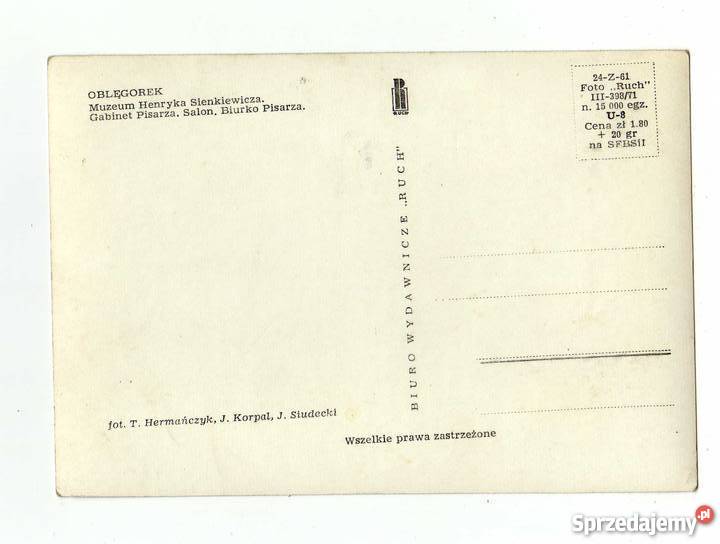 OBLĘGOREK
Muzeum Henryka Sienkiewicza.
Gabinet Pisarza, Salon, Biurko Pisarza.
RUCH
24-Z-61
Foto „Ruch"
III-398/71
n. 15 000 egz.
U-8
Cena zł 1.80
+ 20 gr
na SFBSiI
BIURO WYDAWNICZE „RUCH"
fot. T. Hermańczyk, J. Korpal, J. Siudecki
Wszelkie prawa zastrzeżone
Sprzedajemy.pl